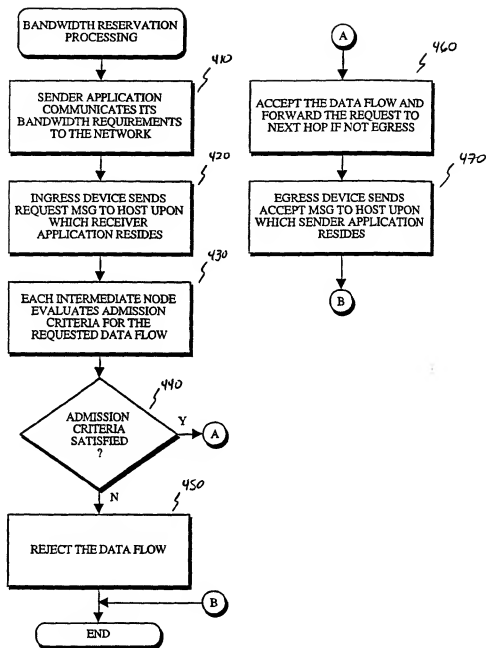 BANDWIDTH RESERVATION
PROCESSING
410
SENDER APPLICATION
COMMUNICATES ITS
BANDWIDTH REQUIREMENTS
TO THE NETWORK
420
INGRESS DEVICE SENDS
REQUEST MSG TO HOST UPON
WHICH RECEIVER
APPLICATION RESIDES
430
EACH INTERMEDIATE NODE
EVALUATES ADMISSION
CRITERIA FOR THE
REQUESTED DATA FLOW
440
ADMISSION
CRITERIA
SATISFIED
?
Y
A
N
450
REJECT THE DATA FLOW
B
END
A
460
ACCEPT THE DATA FLOW AND
FORWARD THE REQUEST TO
NEXT HOP IF NOT EGRESS
470
EGRESS DEVICE SENDS
ACCEPT MSG TO HOST UPON
WHICH SENDER APPLICATION
RESIDES
B